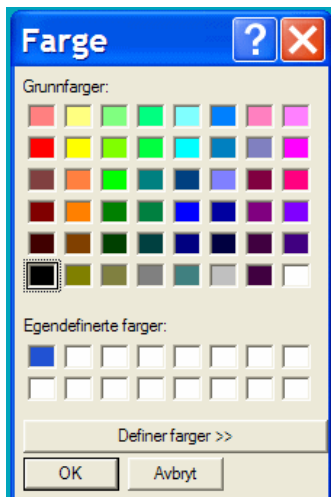 Farge
Grunnfarger:
Egendefinerte farger:
Definer farger >>
OK
Avbryt